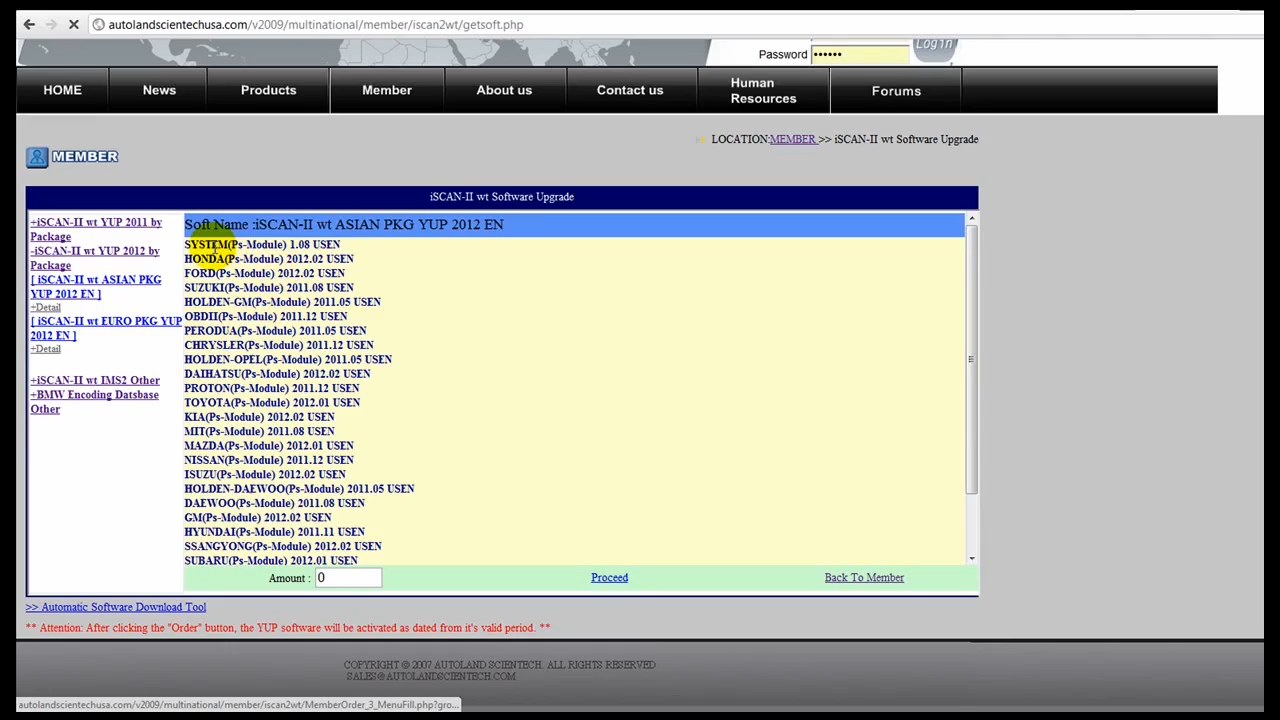 autolandscientechusa.com/v2009/multinational/member/iscan2wt/getsoft.php
Password ••••••
Login
HOME News Products Member About us Contact us Human Resources Forums
LOCATION:MEMBER >> iSCAN-II wt Software Upgrade
MEMBER
iSCAN-II wt Software Upgrade
+iSCAN-II wt YUP 2011 by
Package
-iSCAN-II wt YUP 2012 by
Package
[ iSCAN-II wt ASIAN PKG
YUP 2012 EN ]
+Detail
[ iSCAN-II wt EURO PKG YUP
2012 EN ]
+Detail
+iSCAN-II wt IMS2 Other
+BMW Encoding Datsbase
Other
Soft Name :iSCAN-II wt ASIAN PKG YUP 2012 EN
SYSTEM(Ps-Module) 1.08 USEN
HONDA(Ps-Module) 2012.02 USEN
FORD(Ps-Module) 2012.02 USEN
SUZUKI(Ps-Module) 2011.08 USEN
HOLDEN-GM(Ps-Module) 2011.05 USEN
OBDII(Ps-Module) 2011.12 USEN
PERODUA(Ps-Module) 2011.05 USEN
CHRYSLER(Ps-Module) 2011.12 USEN
HOLDEN-OPEL(Ps-Module) 2011.05 USEN
DAIHATSU(Ps-Module) 2012.02 USEN
PROTON(Ps-Module) 2011.12 USEN
TOYOTA(Ps-Module) 2012.01 USEN
KIA(Ps-Module) 2012.02 USEN
MIT(Ps-Module) 2011.08 USEN
MAZDA(Ps-Module) 2012.01 USEN
NISSAN(Ps-Module) 2011.12 USEN
ISUZU(Ps-Module) 2012.02 USEN
HOLDEN-DAEWOO(Ps-Module) 2011.05 USEN
DAEWOO(Ps-Module) 2011.08 USEN
GM(Ps-Module) 2012.02 USEN
HYUNDAI(Ps-Module) 2011.11 USEN
SSANGYONG(Ps-Module) 2012.02 USEN
SUBARU(Ps-Module) 2012.01 USEN
Amount : 0 Proceed Back To Member
>> Automatic Software Download Tool
** Attention: After clicking the "Order" button, the YUP software will be activated as dated from it's valid period. **
COPYRIGHT @ 2007 AUTOLAND SCIENTECH. ALL RIGHTS RESERVED
SALES@AUTOLANDSCIENTECH.COM
autolandscientechusa.com/v2009/multinational/member/iscan2wt/MemberOrder_3_MenuFill.php?gro...